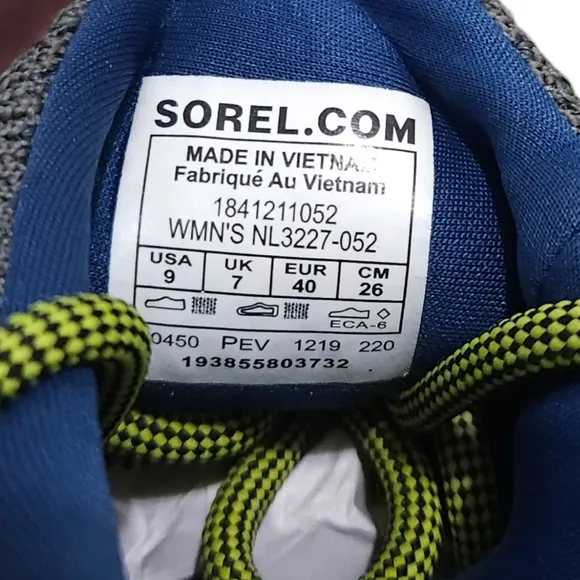 SOREL.COM
MADE IN VIETNAM
Fabriqué Au Vietnam
1841211052
WMN'S NL3227-052
USA UK EUR CM
9 7 40 26
ECA-6
0450 PEV 1219 220
193855803732